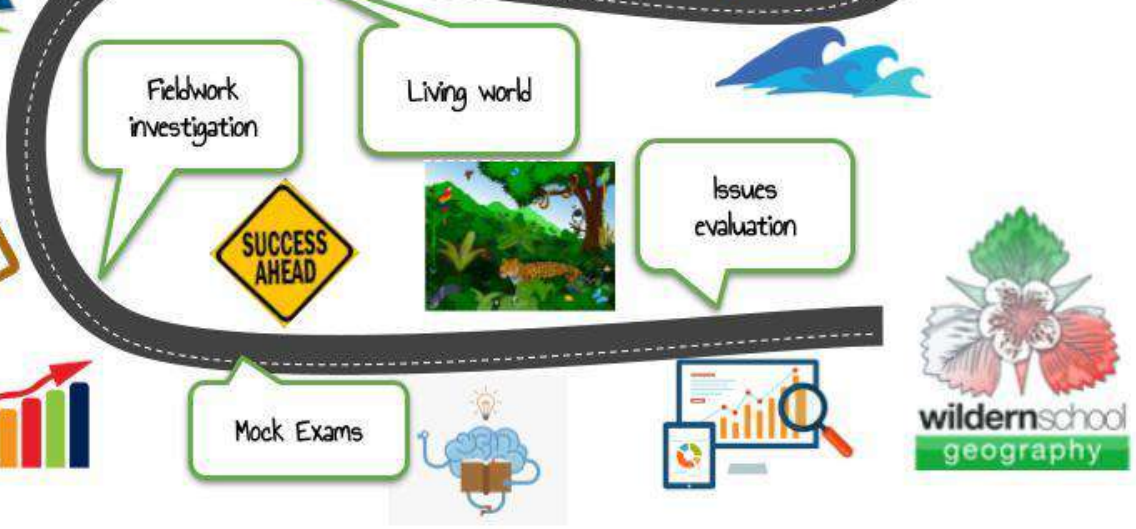 Fieldwork
investigation
Living world
Issues
evaluation
SUCCESS
AHEAD
Mock Exams
wildernschool
geography